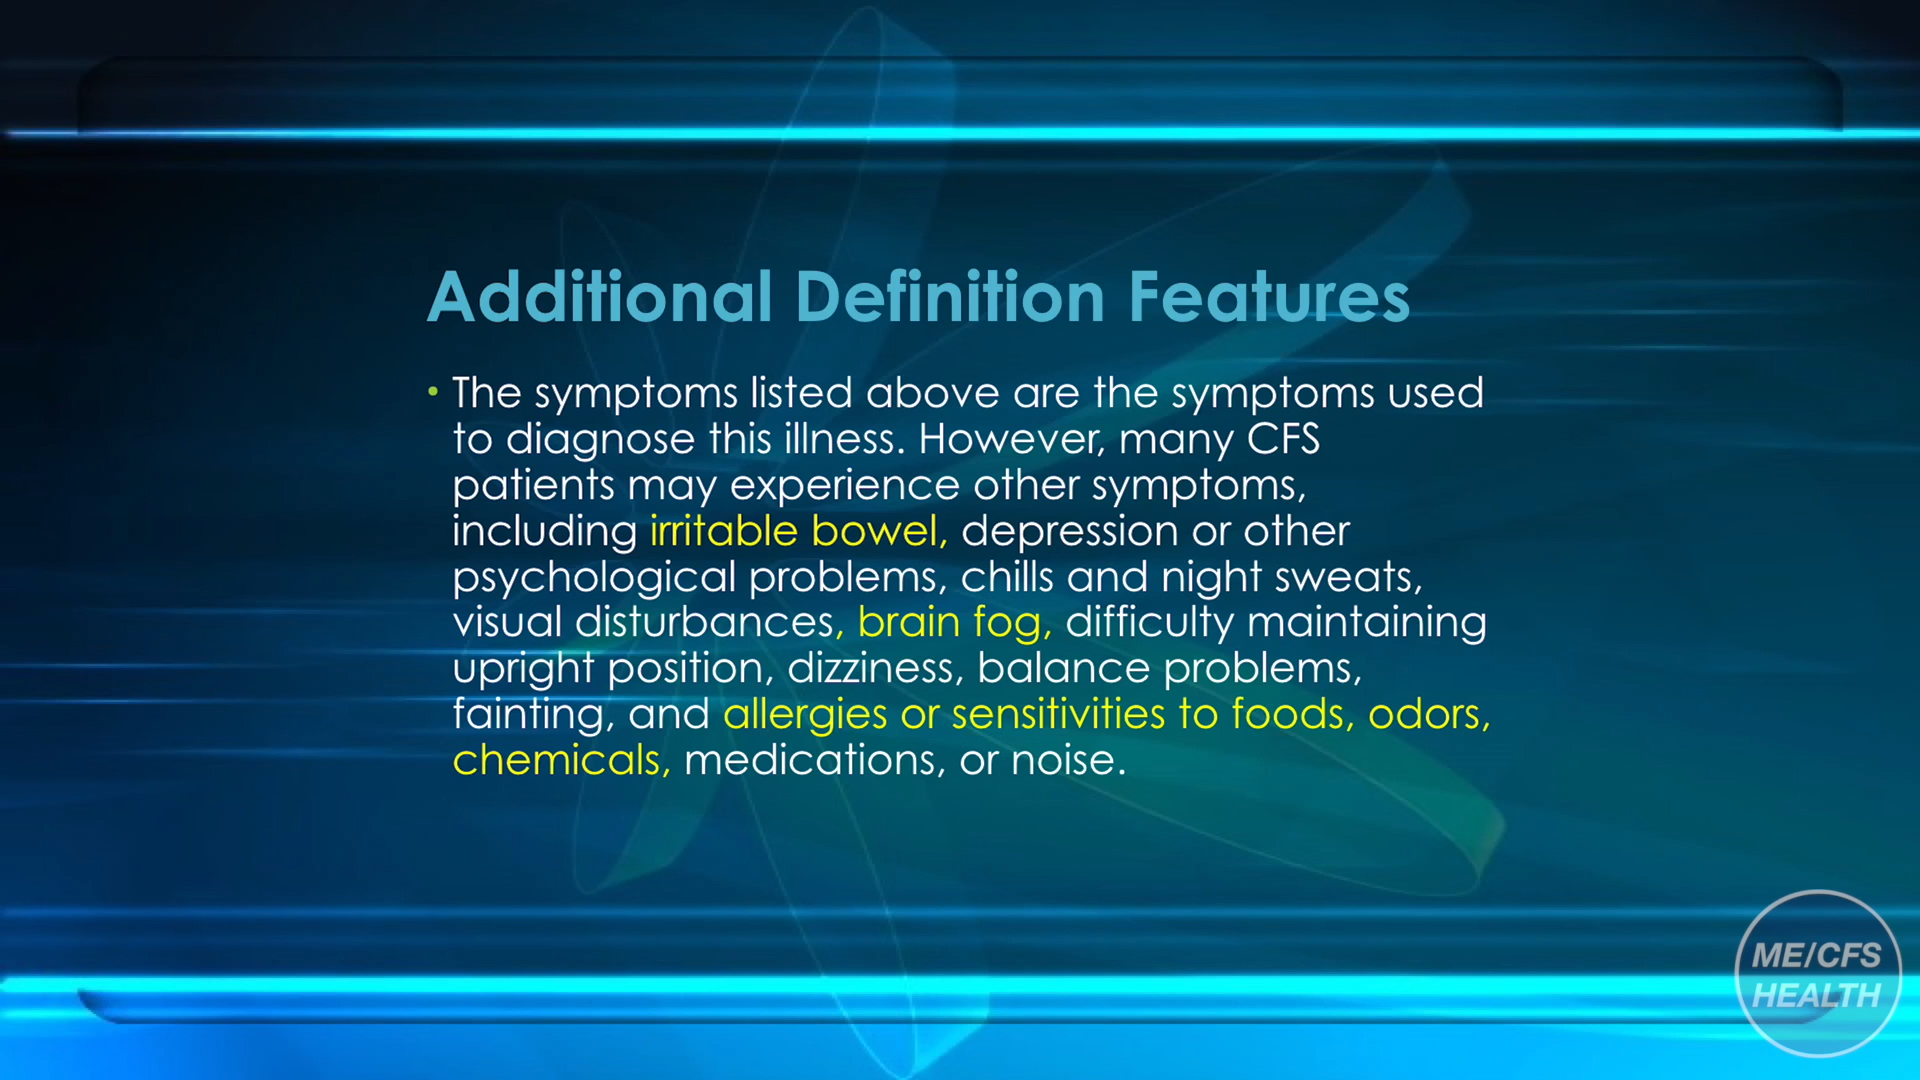 Additional Definition Features
• The symptoms listed above are the symptoms used
to diagnose this illness. However, many CFS
patients may experience other symptoms,
including irritable bowel, depression or other
psychological problems, chills and night sweats,
visual disturbances, brain fog, difficulty maintaining
upright position, dizziness, balance problems,
fainting, and allergies or sensitivities to foods, odors,
chemicals, medications, or noise.
ME/CFS
HEALTH